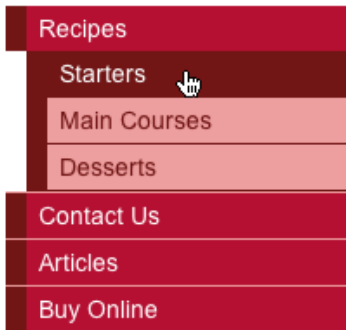 Recipes
Starters
Main Courses
Desserts
Contact Us
Articles
Buy Online